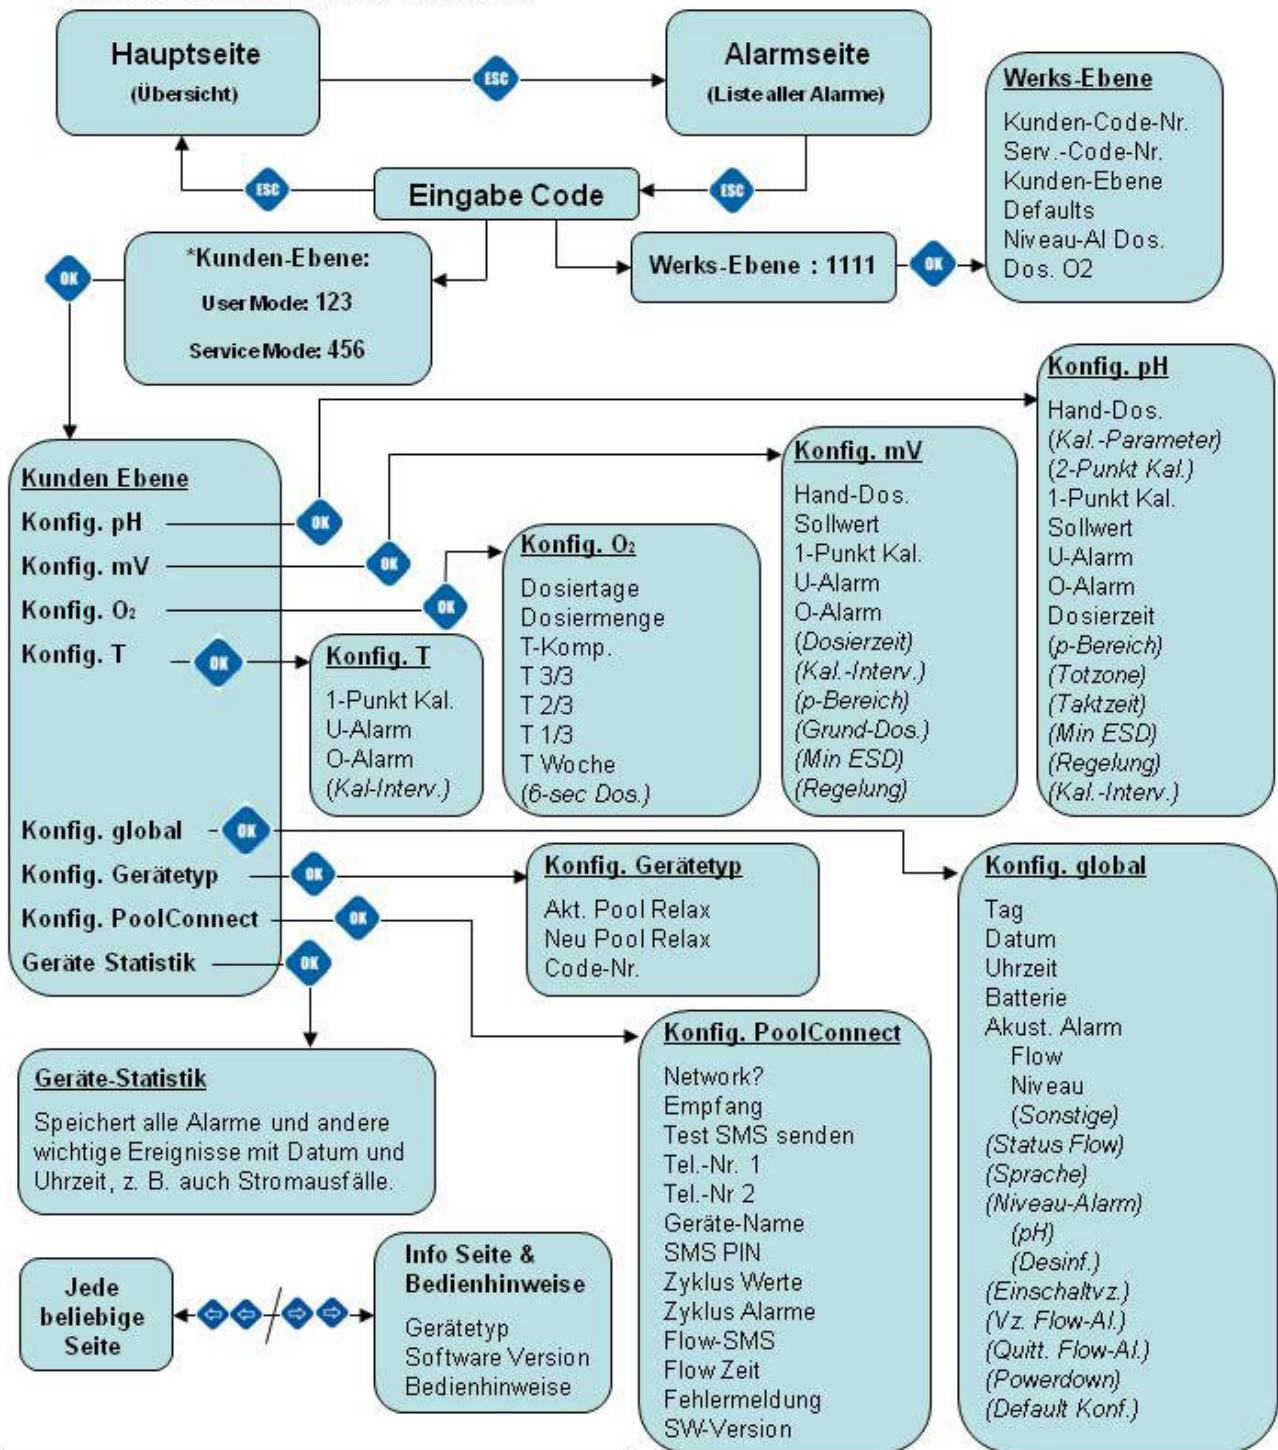 Hauptseite
(Übersicht)
ESC
Alarmseite
(Liste aller Alarme)
Werks-Ebene
Kunden-Code-Nr.
Serv.-Code-Nr.
Kunden-Ebene
Defaults
Niveau-Al Dos.
Dos. O2
ESC
Eingabe Code
ESC
OK
*Kunden-Ebene:
User Mode: 123
Service Mode: 456
Werks-Ebene : 1111
OK
Kunden Ebene
Konfig. pH
OK
Konfig. mV
OK
Konfig. O₂
OK
Konfig. T
OK
Konfig. global
OK
Konfig. Gerätetyp
OK
Konfig. PoolConnect
OK
Geräte Statistik
OK
Konfig. T
1-Punkt Kal.
U-Alarm
O-Alarm
(Kal-Interv.)
Konfig. O₂
Dosiertage
Dosiermenge
T-Komp.
T 3/3
T 2/3
T 1/3
T Woche
(6-sec Dos.)
Konfig. mV
Hand-Dos.
Sollwert
1-Punkt Kal.
U-Alarm
O-Alarm
(Dosierzeit)
(Kal.-Interv.)
(p-Bereich)
(Grund-Dos.)
(Min ESD)
(Regelung)
Konfig. pH
Hand-Dos.
(Kal.-Parameter)
(2-Punkt Kal.)
1-Punkt Kal.
Sollwert
U-Alarm
O-Alarm
Dosierzeit
(p-Bereich)
(Totzone)
(Taktzeit)
(Min ESD)
(Regelung)
(Kal.-Interv.)
Konfig. Gerätetyp
Akt. Pool Relax
Neu Pool Relax
Code-Nr.
Konfig. global
Tag
Datum
Uhrzeit
Batterie
Akust. Alarm
Flow
Niveau
(Sonstige)
(Status Flow)
(Sprache)
(Niveau-Alarm)
(pH)
(Desinf.)
(Einschaltvz.)
(Vz. Flow-Al.)
(Quitt. Flow-Al.)
(Powerdown)
(Default Konf.)
Geräte-Statistik
Speichert alle Alarme und andere
wichtige Ereignisse mit Datum und
Uhrzeit, z. B. auch Stromausfälle.
Konfig. PoolConnect
Network?
Empfang
Test SMS senden
Tel.-Nr. 1
Tel.-Nr 2
Geräte-Name
SMS PIN
Zyklus Werte
Zyklus Alarme
Flow-SMS
Flow Zeit
Fehlermeldung
SW-Version
Jede
beliebige
Seite
Info Seite &
Bedienhinweise
Gerätetyp
Software Version
Bedienhinweise